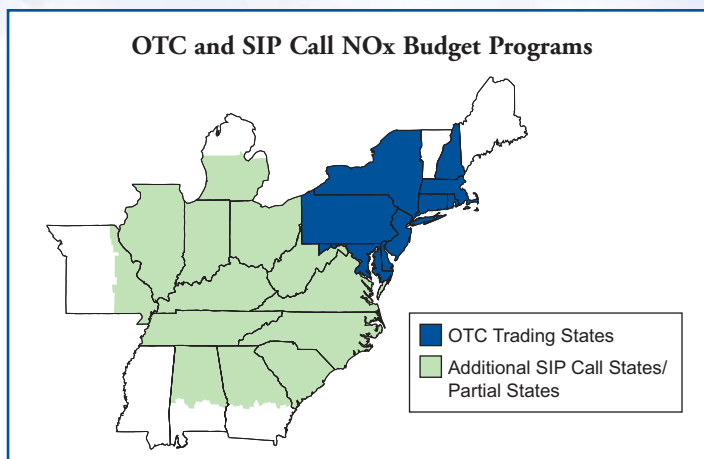 OTC and SIP Call NOx Budget Programs
OTC Trading States
Additional SIP Call States/
Partial States